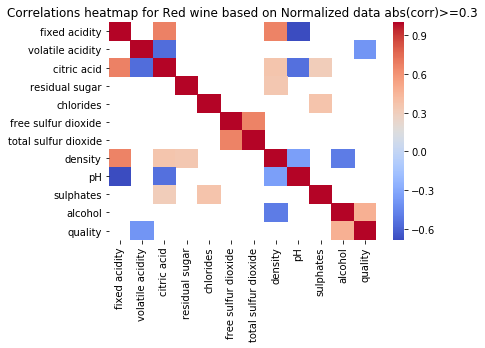 Correlations heatmap for Red wine based on Normalized data abs(corr)>=0.3
fixed acidity
volatile acidity
citric acid
residual sugar
chlorides
free sulfur dioxide
total sulfur dioxide
density
pH
sulphates
alcohol
quality
fixed acidity
volatile acidity
citric acid
residual sugar
chlorides
free sulfur dioxide
total sulfur dioxide
density
pH
sulphates
alcohol
quality
0.9
0.6
0.3
0.0
−0.3
−0.6